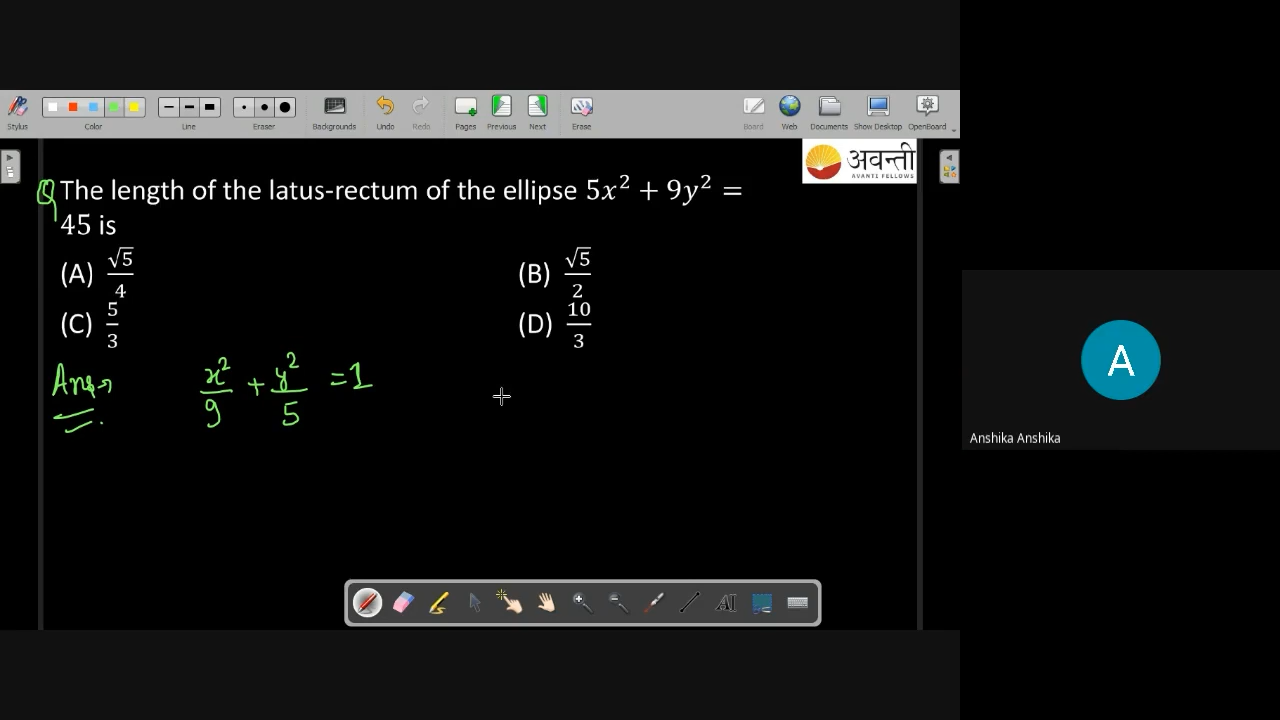 Stylus Color Line Eraser Backgrounds Undo Redo Pages Previous Next Erase Board Web Documents Show Desktop OpenBoard
अवन्ती
AVANTI FELLOWS
Q The length of the latus-rectum of the ellipse 5x² + 9y² =
45 is
(A) √5/4 (B) √5/2
(C) 5/3 (D) 10/3
Ans→ x²/9 + y²/5 = 1
A
Anshika Anshika
AI